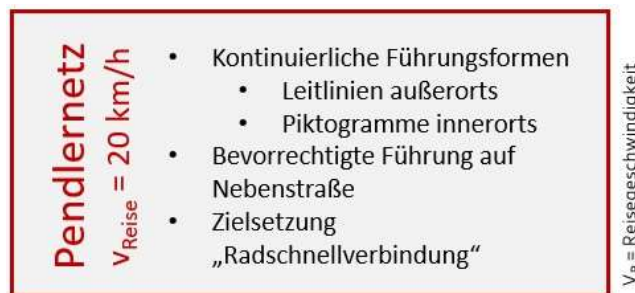 Pendlernetz
vReise = 20 km/h
• Kontinuierliche Führungsformen
• Leitlinien außerorts
• Piktogramme innerorts
• Bevorrechtigte Führung auf
Nebenstraße
• Zielsetzung
„Radschnellverbindung“
VR = Reisegeschwindigkeit